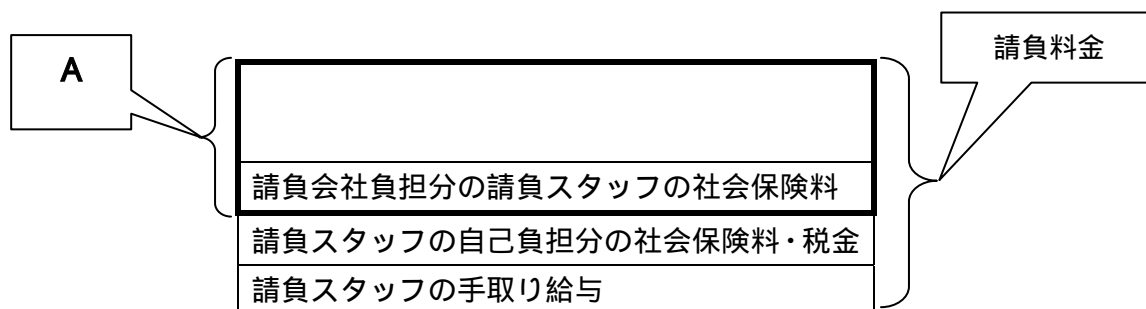 A
請負料金
請負会社負担分の請負スタッフの社会保険料
請負スタッフの自己負担分の社会保険料・税金
請負スタッフの手取り給与